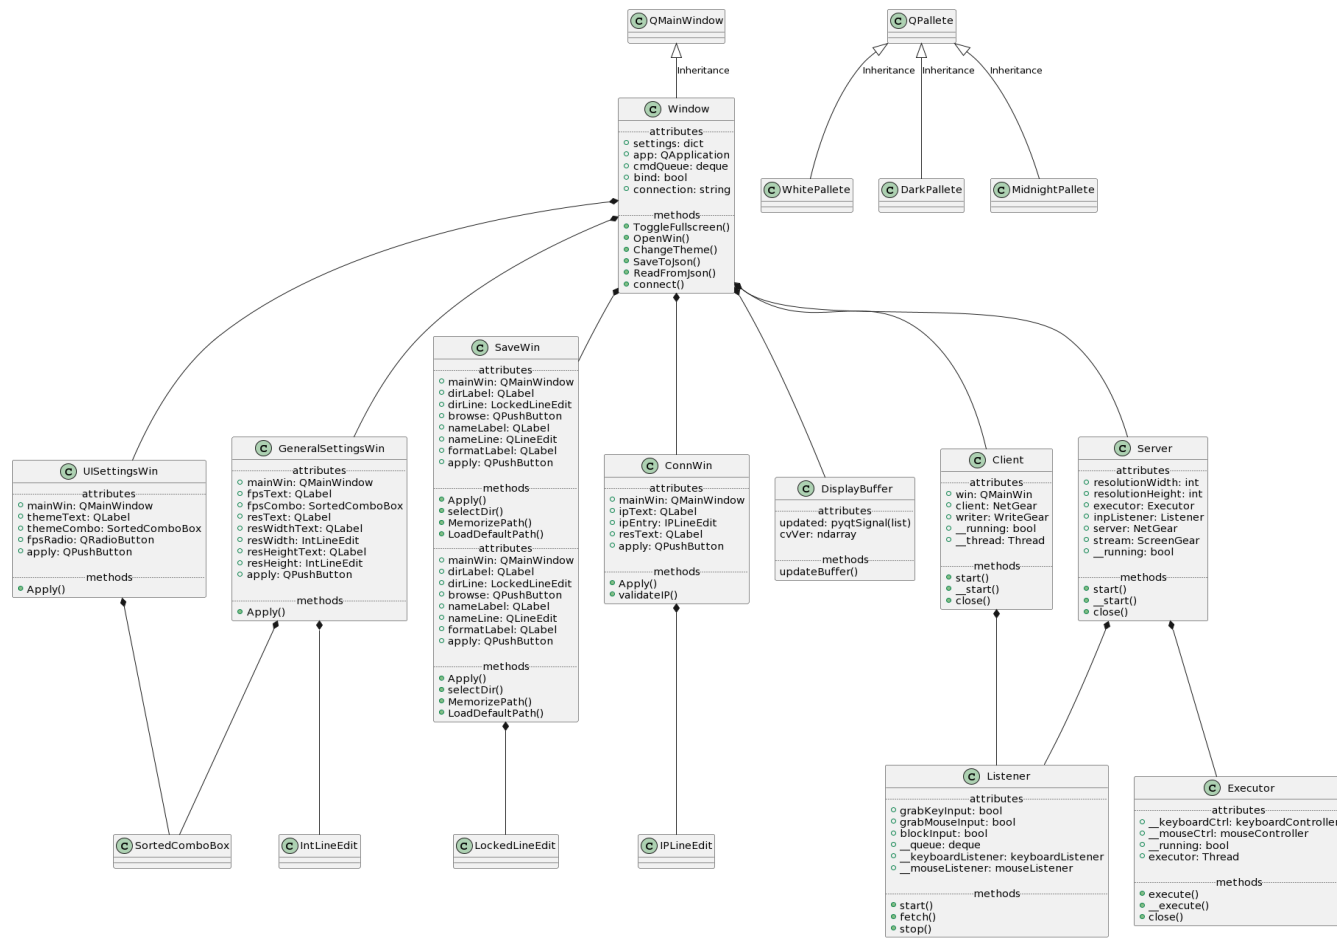 C QMainWindow
C QPallete
Inheritance
Inheritance
Inheritance
Inheritance
C Window
attributes
settings: dict
app: QApplication
cmdQueue: deque
bind: bool
connection: string
methods
ToggleFullscreen()
OpenWin()
ChangeTheme()
SaveToJson()
ReadFromJson()
connect()
C WhitePallete
C DarkPallete
C MidnightPallete
C SaveWin
attributes
mainWin: QMainWindow
dirLabel: QLabel
dirLine: LockedLineEdit
browse: QPushButton
nameLabel: QLabel
nameLine: QLineEdit
formatLabel: QLabel
apply: QPushButton
methods
Apply()
selectDir()
MemorizePath()
LoadDefaultPath()
attributes
mainWin: QMainWindow
dirLabel: QLabel
dirLine: LockedLineEdit
browse: QPushButton
nameLabel: QLabel
nameLine: QLineEdit
formatLabel: QLabel
apply: QPushButton
methods
Apply()
selectDir()
MemorizePath()
LoadDefaultPath()
C UISettingsWin
attributes
mainWin: QMainWindow
themeText: QLabel
themeCombo: SortedComboBox
fpsRadio: QRadioButton
apply: QPushButton
methods
Apply()
C GeneralSettingsWin
attributes
mainWin: QMainWindow
fpsText: QLabel
fpsCombo: SortedComboBox
resText: QLabel
resWidthText: QLabel
resWidth: IntLineEdit
resHeightText: QLabel
resHeight: IntLineEdit
apply: QPushButton
methods
Apply()
C ConnWin
attributes
mainWin: QMainWindow
ipText: QLabel
ipEntry: IPLineEdit
resText: QLabel
apply: QPushButton
methods
Apply()
validateIP()
C DisplayBuffer
attributes
updated: pyqtSignal(list)
cvVer: ndarray
methods
updateBuffer()
C Client
attributes
win: QMainWin
client: NetGear
writer: WriteGear
__running: bool
__thread: Thread
methods
start()
__start()
close()
C Server
attributes
resolutionWidth: int
resolutionHeight: int
executor: Executor
inpListener: Listener
server: NetGear
stream: ScreenGear
__running: bool
methods
start()
__start()
close()
C SortedComboBox
C IntLineEdit
C LockedLineEdit
C IPLineEdit
C Listener
attributes
grabKeyInput: bool
grabMouseInput: bool
blockInput: bool
__queue: deque
__keyboardListener: keyboardListener
__mouseListener: mouseListener
methods
start()
fetch()
stop()
C Executor
attributes
__keyboardCtrl: keyboardController
__mouseCtrl: mouseController
__running: bool
executor: Thread
methods
execute()
__execute()
close()